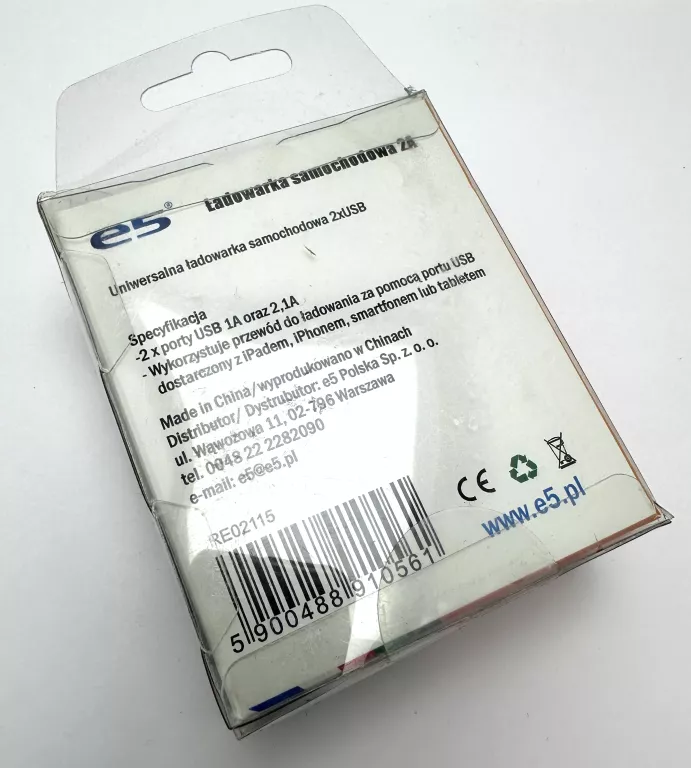 e5®
Ładowarka samochodowa 2A
Uniwersalna ładowarka samochodowa 2xUSB
Specyfikacja
-2 x porty USB 1A oraz 2,1A
- Wykorzystuje przewód do ładowania za pomocą portu USB
dostarczony z iPadem, iPhonem, smartfonem lub tabletem
Made in China/ wyprodukowano w Chinach
Distributor/ Dystrubutor: e5 Polska Sp. z. o. o.
ul. Wąwozowa 11, 02-796 Warszawa
tel. 0048 22 2282090
e-mail: e5@e5.pl
CE
www.e5.pl
RE02115
5 900488 910561